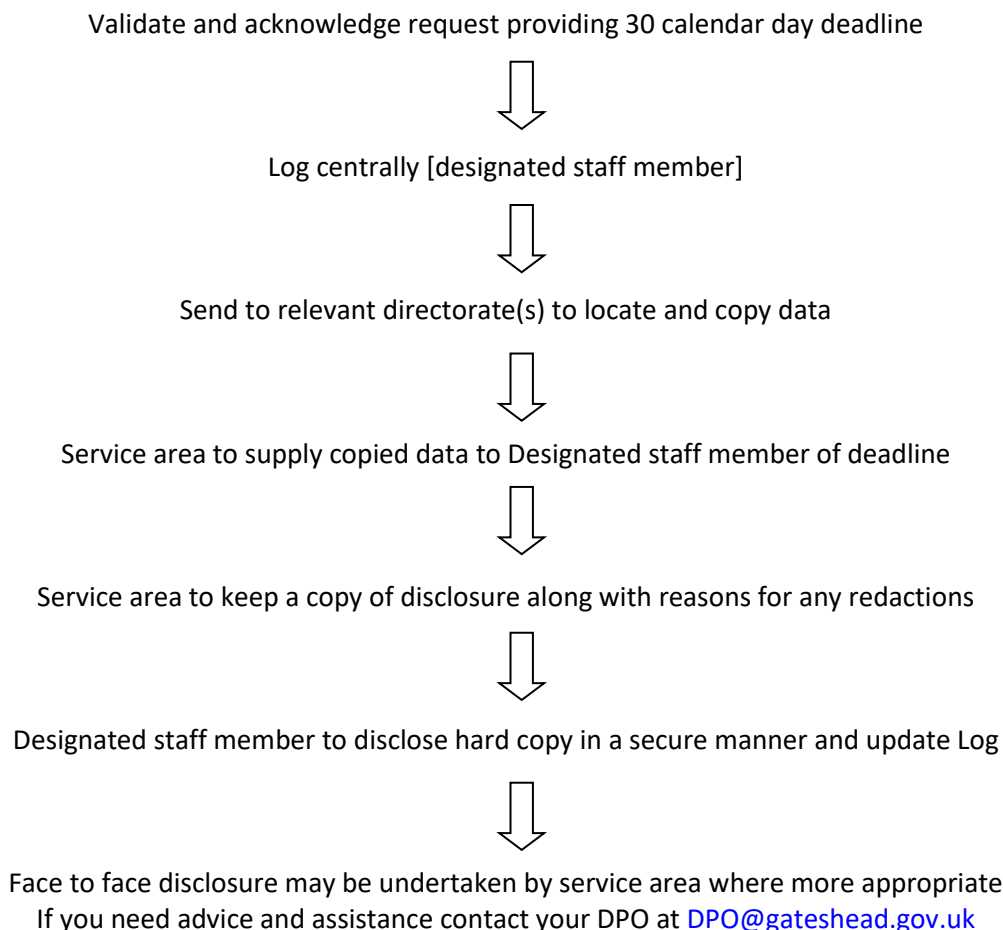 Validate and acknowledge request providing 30 calendar day deadline
Log centrally [designated staff member]
Send to relevant directorate(s) to locate and copy data
Service area to supply copied data to Designated staff member of deadline
Service area to keep a copy of disclosure along with reasons for any redactions
Designated staff member to disclose hard copy in a secure manner and update Log
Face to face disclosure may be undertaken by service area where more appropriate
If you need advice and assistance contact your DPO at DPO@gateshead.gov.uk